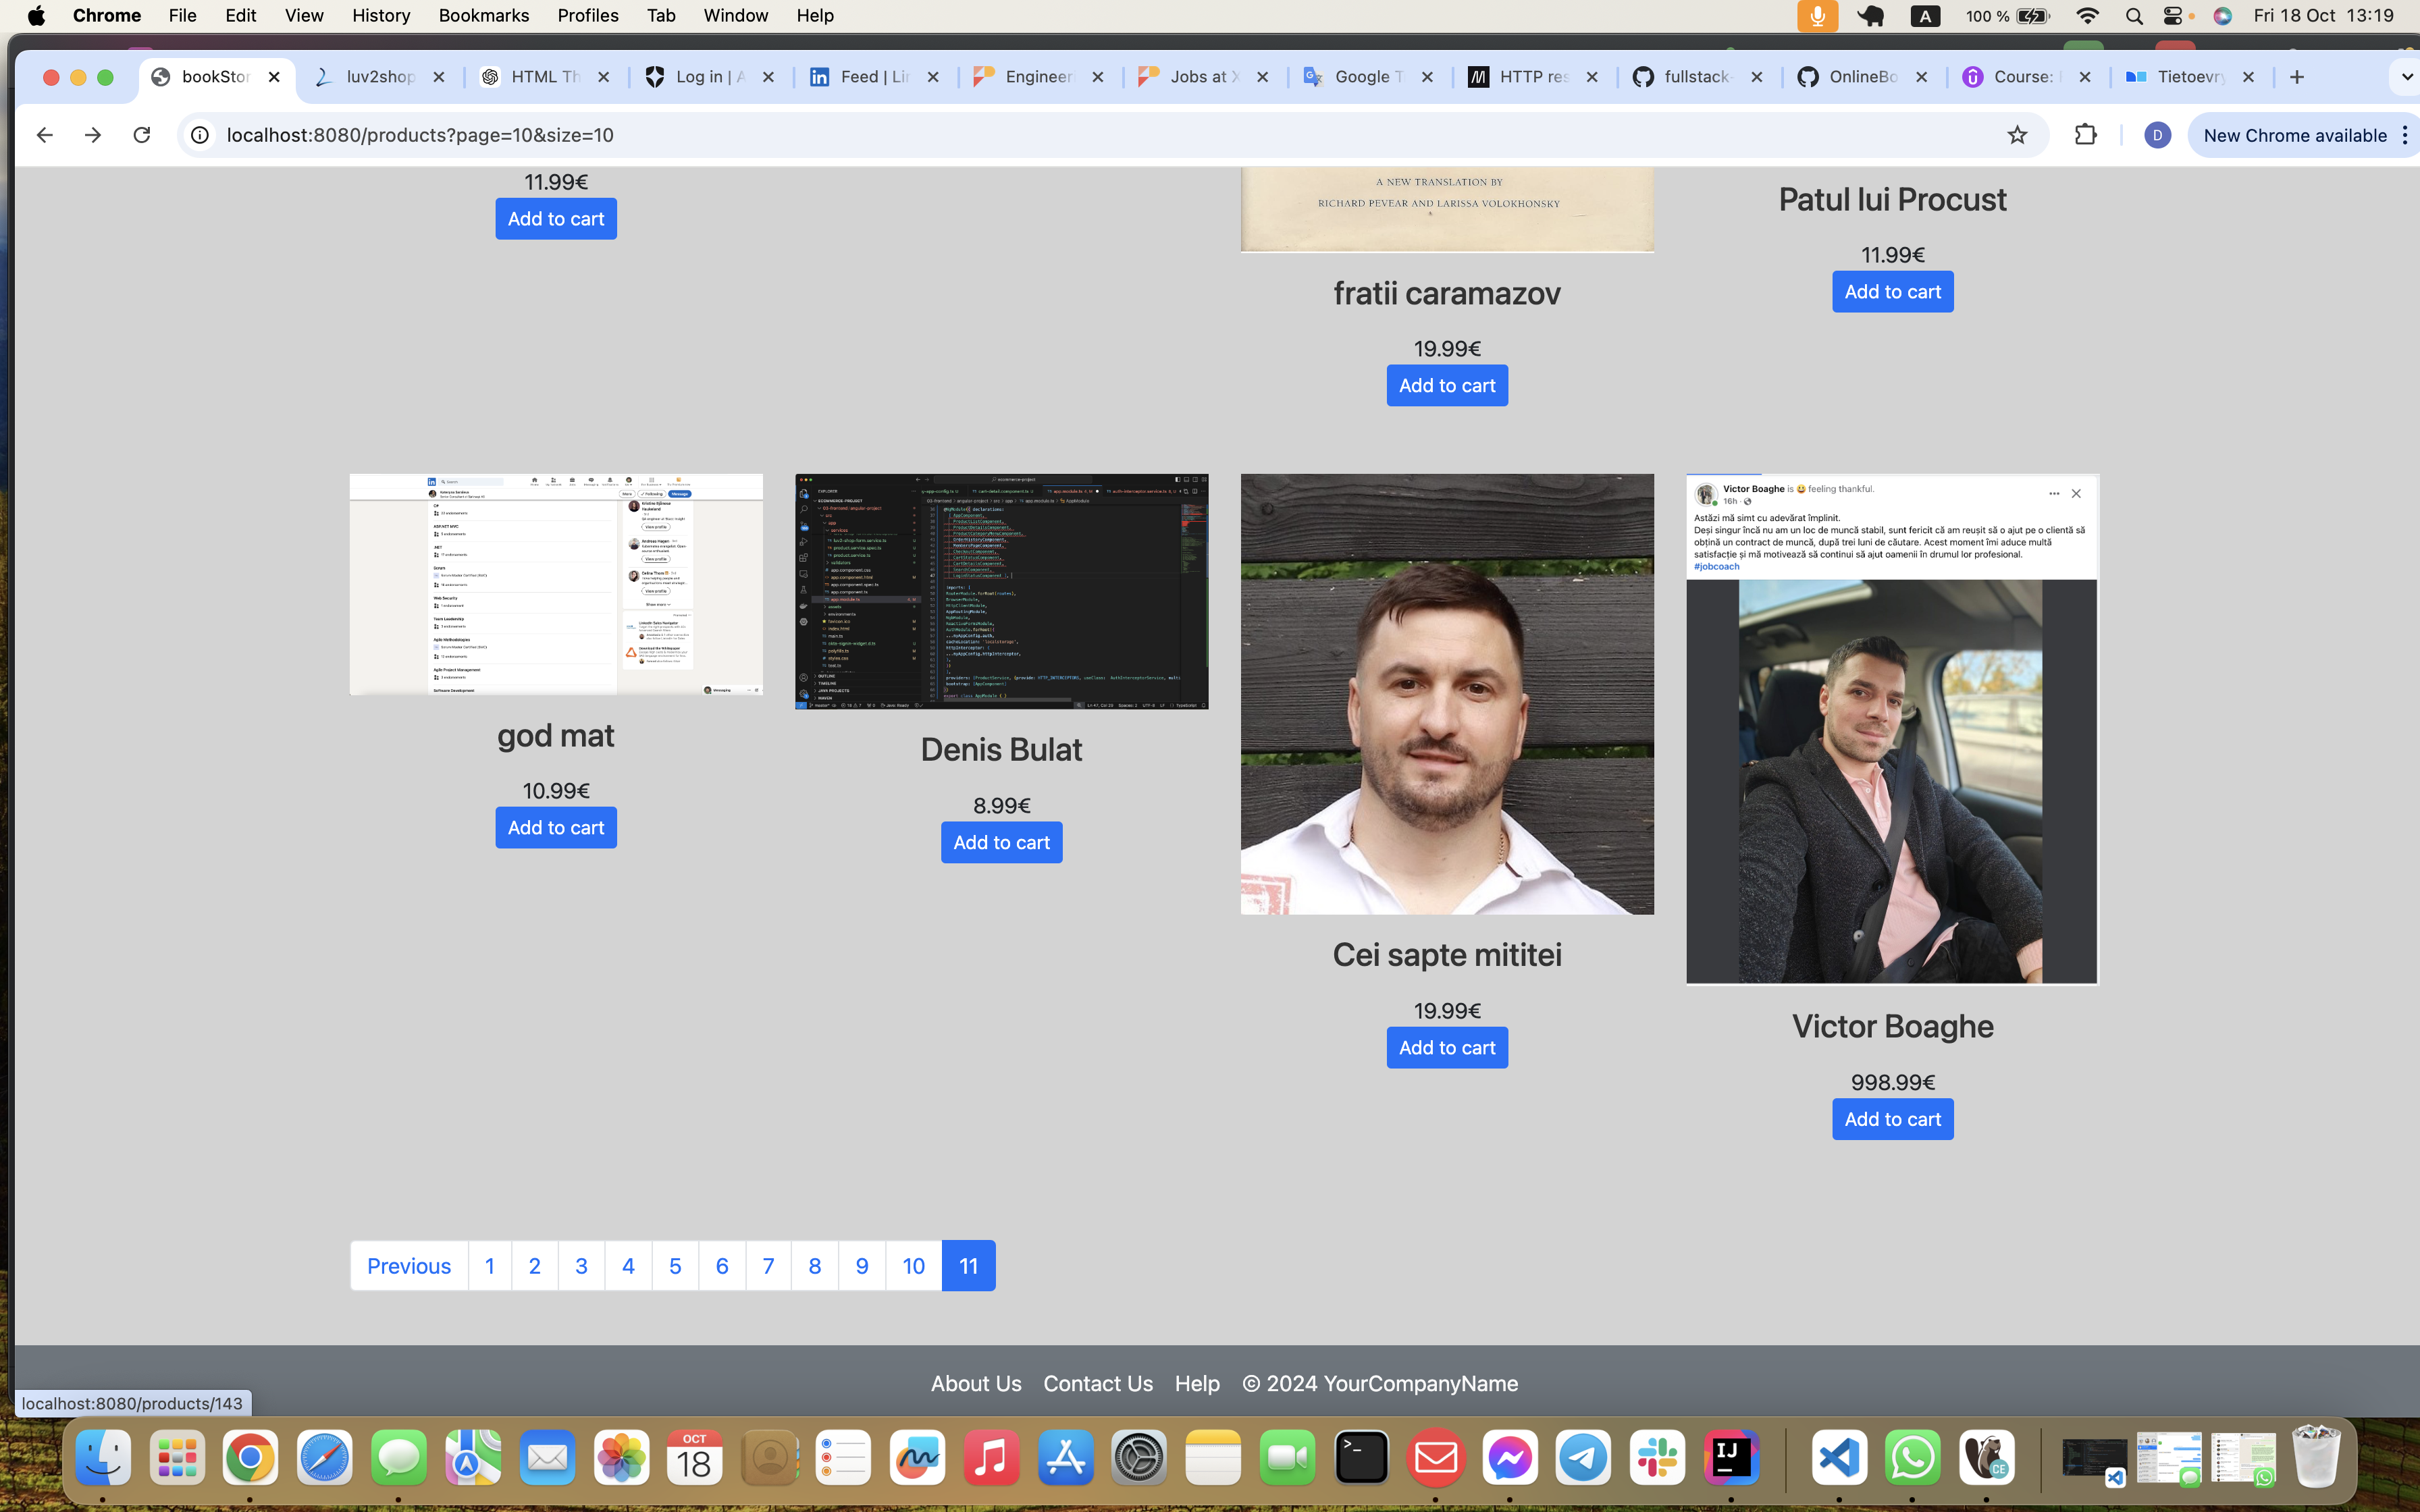 Chrome File Edit View History Bookmarks Profiles Tab Window Help
A 100 % Fri 18 Oct 13:19
bookStor luv2shop HTML Th Log in | A Feed | Lin Engineer Jobs at X Google T HTTP res fullstack- OnlineBo Course: Tietoevry
localhost:8080/products?page=10&size=10
D New Chrome available
11.99€
Add to cart
A NEW TRANSLATION BY
RICHARD PEVEAR AND LARISSA VOLOKHONSKY
fratii caramazov
19.99€
Add to cart
Patul lui Procust
11.99€
Add to cart
god mat
10.99€
Add to cart
Denis Bulat
8.99€
Add to cart
Cei sapte mititei
19.99€
Add to cart
Victor Boaghe is feeling thankful.
16h
Astăzi mă simt cu adevărat împlinit.
Deși singur încă nu am un loc de muncă stabil, sunt fericit că am reușit să o ajut pe o clientă să
obțină un contract de muncă, după trei luni de căutare. Acest moment îmi aduce multă
satisfacție și mă motivează să continui să ajut oamenii în drumul lor profesional.
#jobcoach
Victor Boaghe
998.99€
Add to cart
Previous 1 2 3 4 5 6 7 8 9 10 11
About Us Contact Us Help © 2024 YourCompanyName
localhost:8080/products/143
OCT
18
IJ
CE